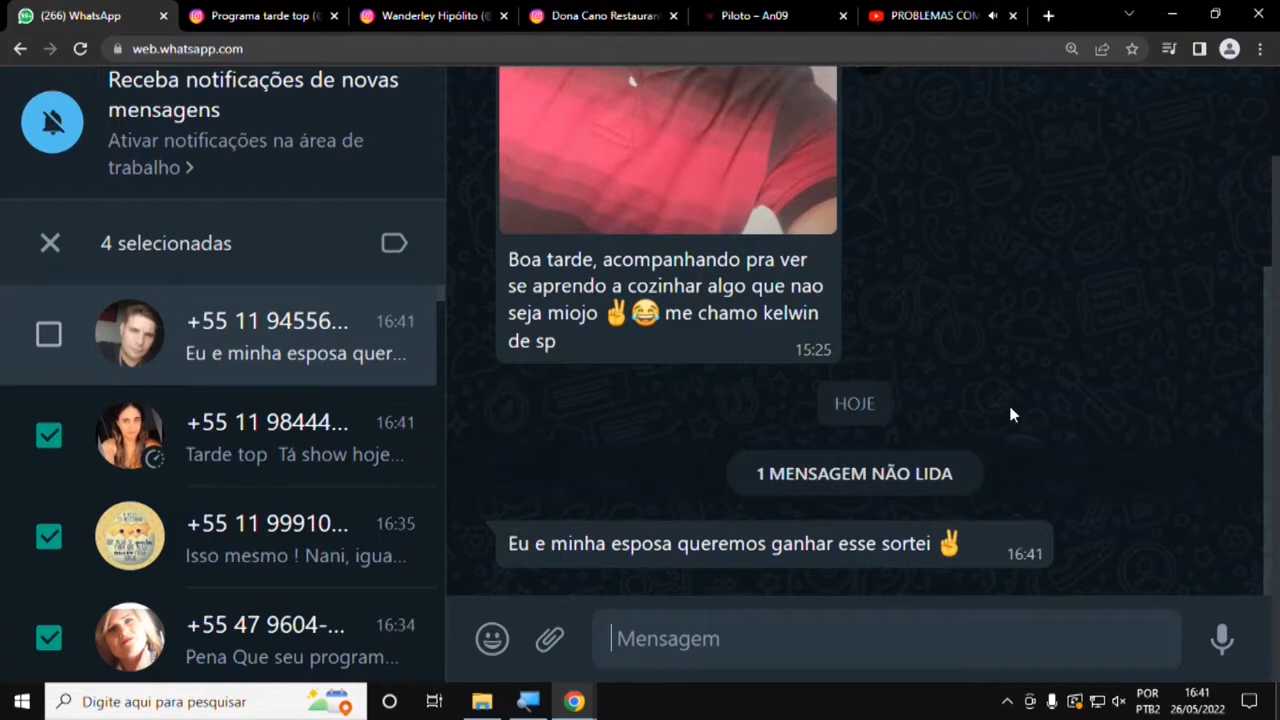 (266) WhatsApp
Programa tarde top (
Wanderley Hipólito (
Dona Cano Restauran
Piloto – An09
PROBLEMAS COM
web.whatsapp.com
Receba notificações de novas
mensagens
Ativar notificações na área de
trabalho >
4 selecionadas
+55 11 94556... 16:41
Eu e minha esposa quer...
+55 11 98444... 16:41
Tarde top Tá show hoje...
+55 11 99910... 16:35
Isso mesmo ! Nani, igua...
+55 47 9604-... 16:34
Pena Que seu program...
Boa tarde, acompanhando pra ver
se aprendo a cozinhar algo que nao
seja miojo ✌😂 me chamo kelwin
de sp
15:25
HOJE
1 MENSAGEM NÃO LIDA
Eu e minha esposa queremos ganhar esse sortei ✌
16:41
Mensagem
Digite aqui para pesquisar
POR
PTB2
16:41
26/05/2022